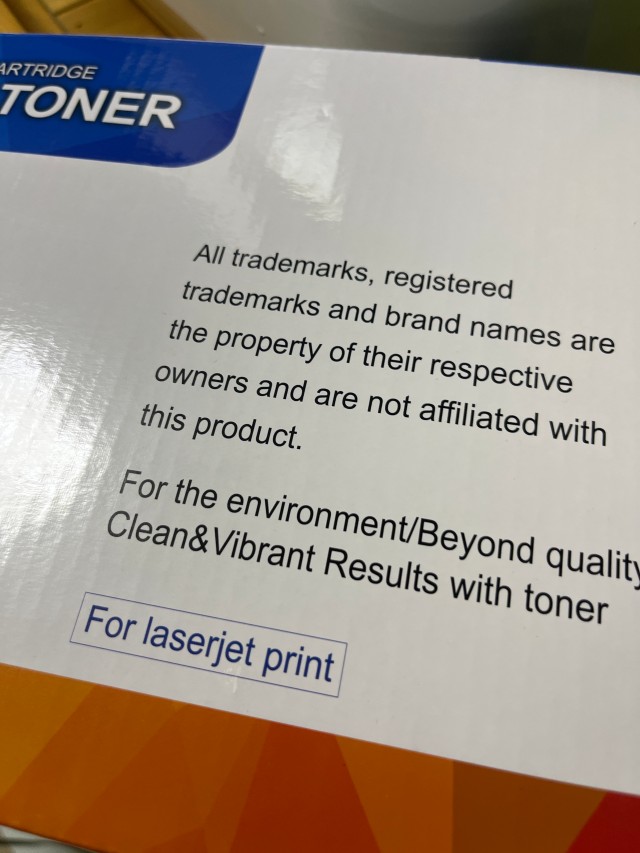 ARTRIDGE
TONER
All trademarks, registered
trademarks and brand names are
the property of their respective
owners and are not affiliated with
this product.
For the environment/Beyond quality
Clean&Vibrant Results with toner
For laserjet print